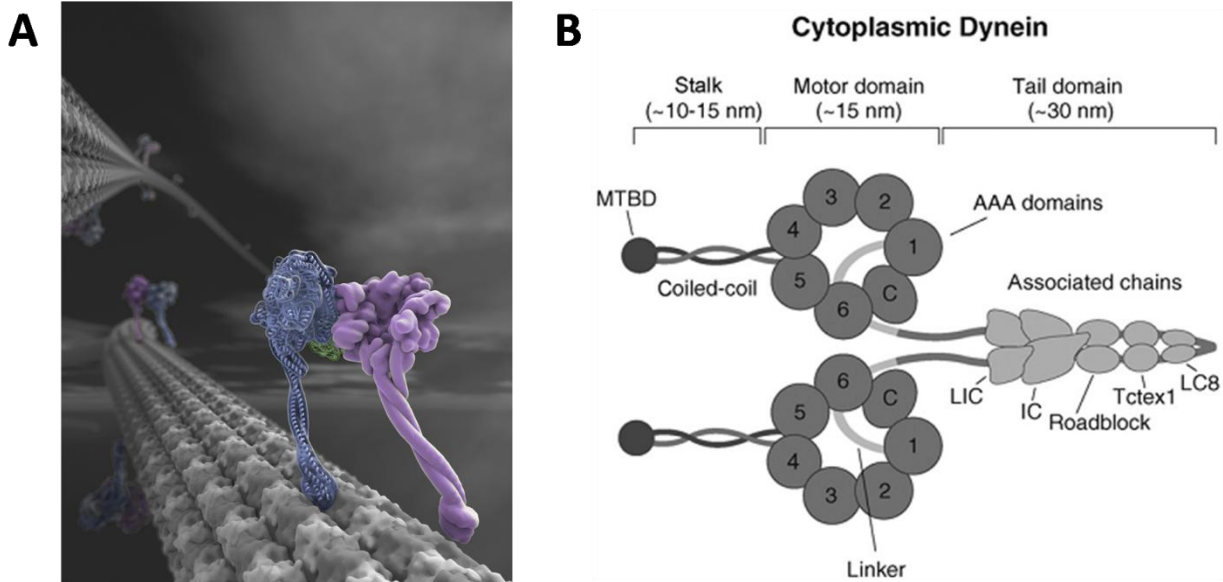 A
B
Cytoplasmic Dynein
Stalk
(~10-15 nm)
Motor domain
(~15 nm)
Tail domain
(~30 nm)
MTBD
Coiled-coil
3
2
4
1
5
C
6
AAA domains
Associated chains
LIC
IC
Roadblock
Tctex1
LC8
6
5
C
4
1
3
2
Linker